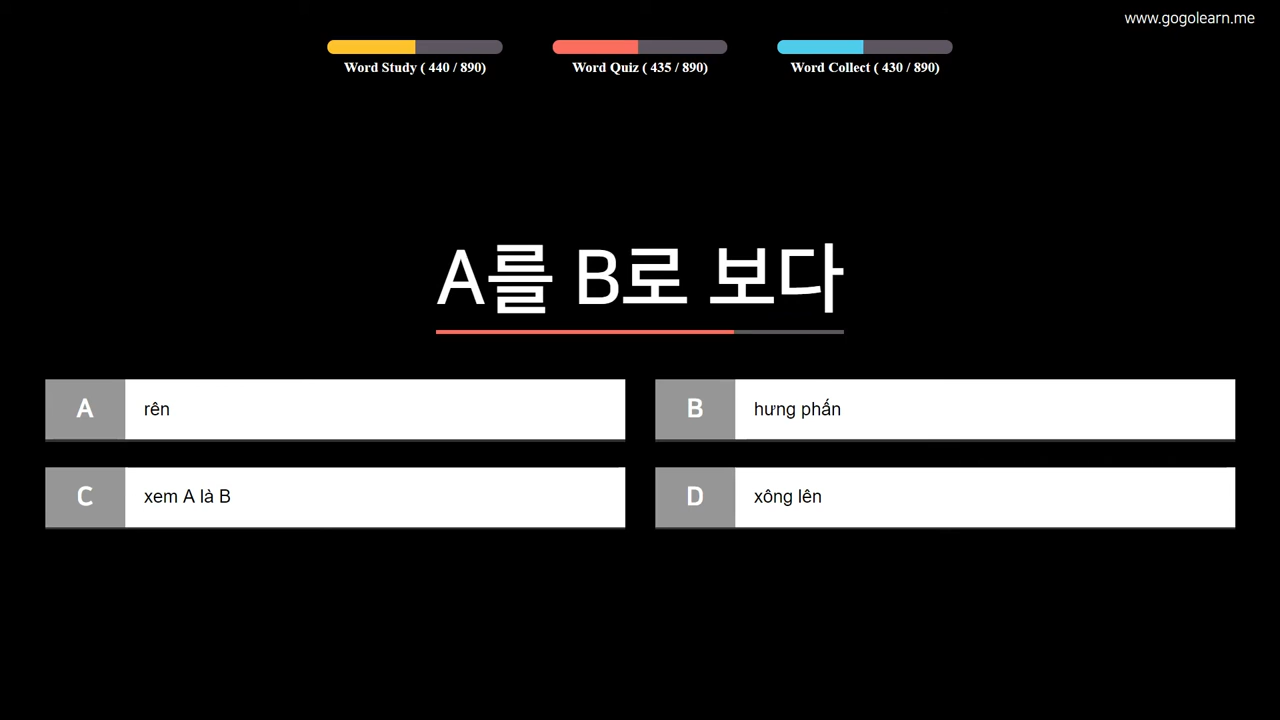 www.gogolearn.me
Word Study ( 440 / 890)
Word Quiz ( 435 / 890)
Word Collect ( 430 / 890)
A를 B로 보다
A rên
B hưng phấn
C xem A là B
D xông lên